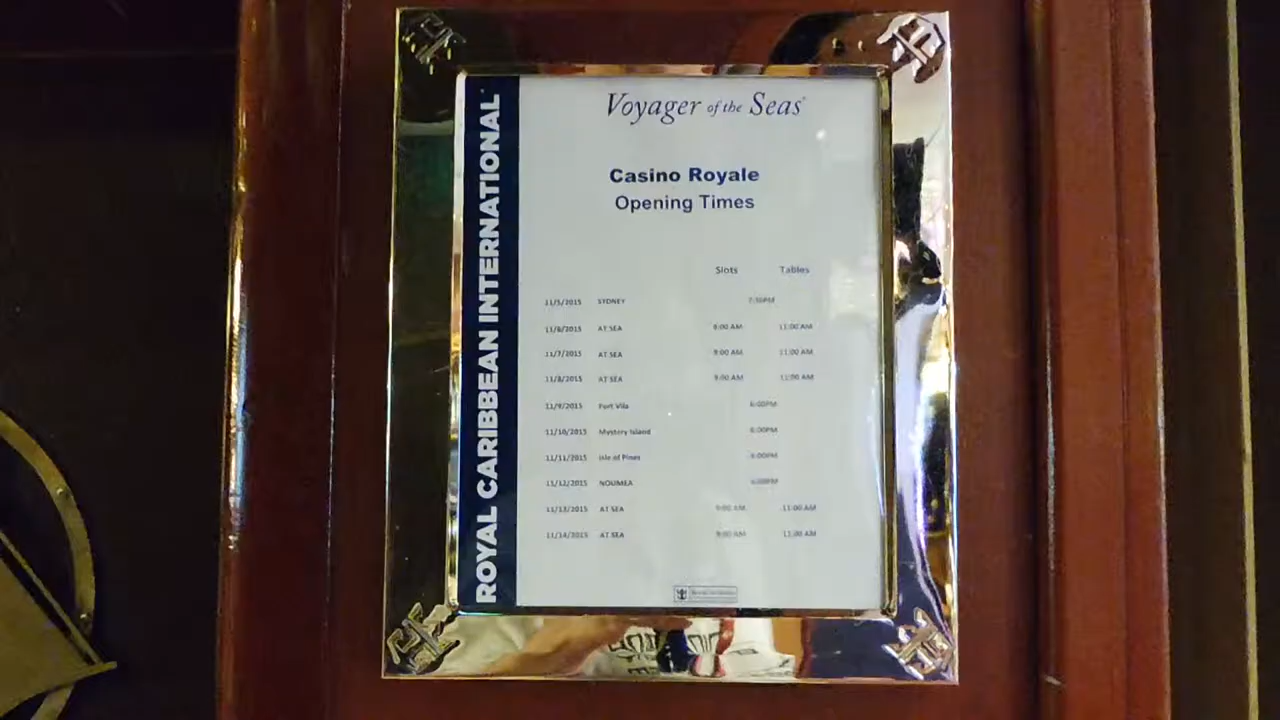 ROYAL CARIBBEAN INTERNATIONAL
Voyager of the Seas
Casino Royale
Opening Times
Slots Tables
11/5/2015 SYDNEY 7:30PM
11/6/2015 AT SEA 11:00 AM
11/7/2015 AT SEA 9:00 AM 11:00 AM
11/8/2015 AT SEA 9:00 AM 11:00 AM
11/9/2015 Port Vila 6:00PM
11/10/2015 Mystery Island 6:00PM
11/11/2015 Isle of Pines 6:00PM
11/12/2015 NOUMEA 6:00PM
11/13/2015 AT SEA 9:00 AM 11:00 AM
11/14/2015 AT SEA 9:00 AM 11:00 AM